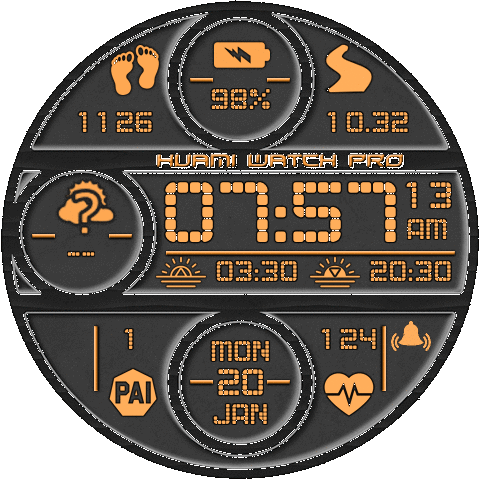 98%
1126
10.32
HUAMI WATCH PRO
07:57
13
AM
-- --
03:30
20:30
1
124
PAI
MON
20
JAN